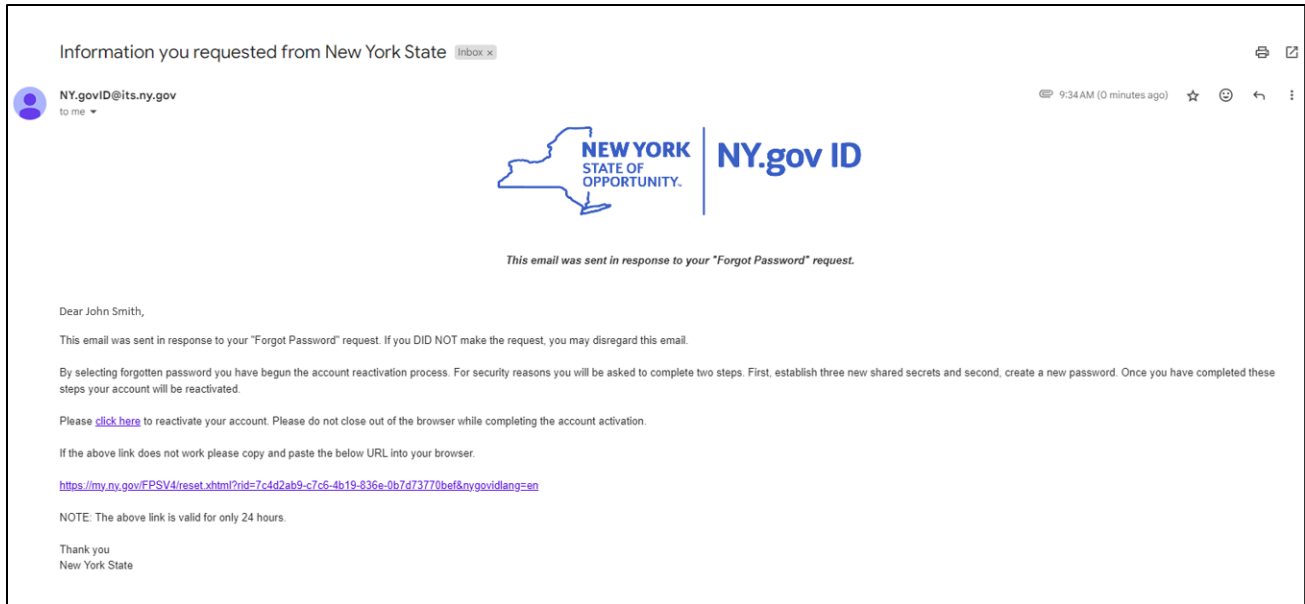 Information you requested from New York State Inbox x
NY.govID@its.ny.gov
9:34 AM (0 minutes ago)
to me
NEW YORK
STATE OF
OPPORTUNITY™
NY.gov ID
This email was sent in response to your "Forgot Password" request.
Dear John Smith,
This email was sent in response to your "Forgot Password" request. If you DID NOT make the request, you may disregard this email.
By selecting forgotten password you have begun the account reactivation process. For security reasons you will be asked to complete two steps. First, establish three new shared secrets and second, create a new password. Once you have completed these
steps your account will be reactivated.
Please click here to reactivate your account. Please do not close out of the browser while completing the account activation.
If the above link does not work please copy and paste the below URL into your browser.
https://my.ny.gov/FPSV4/reset.xhtml?rid=7c4d2ab9-c7c6-4b19-836e-0b7d73770bef&nygovidlang=en
NOTE: The above link is valid for only 24 hours.
Thank you
New York State